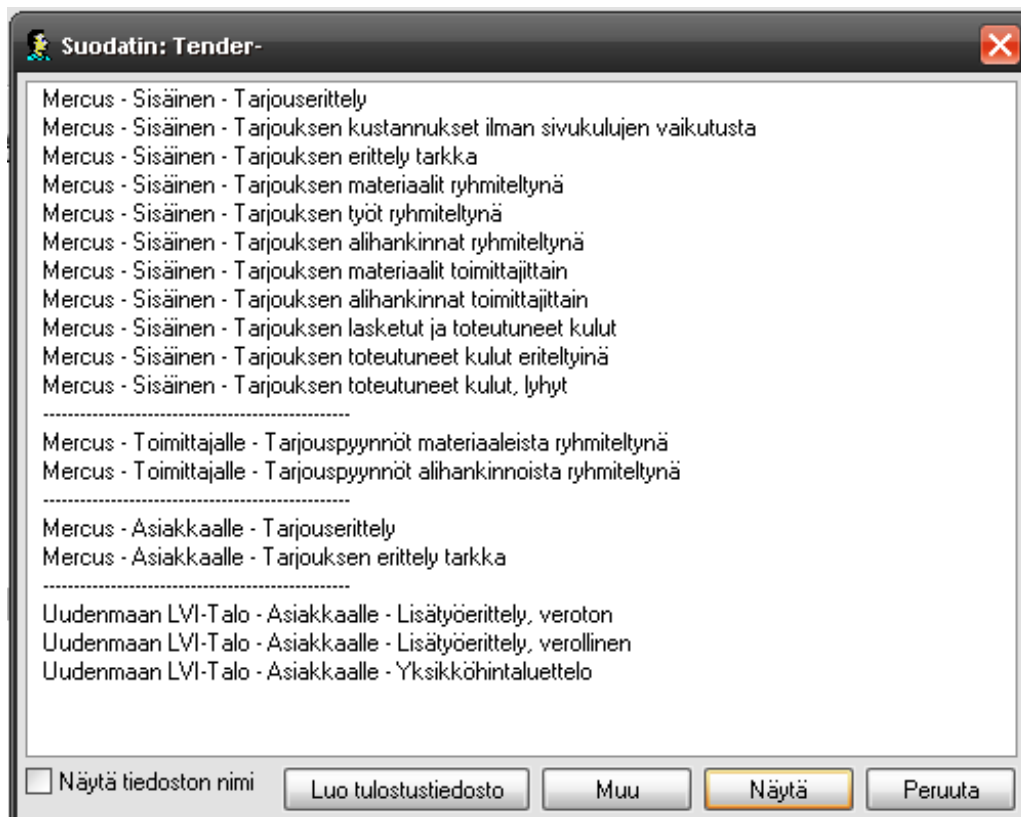 Suodatin: Tender-
Mercus - Sisäinen - Tarjouserittely
Mercus - Sisäinen - Tarjouksen kustannukset ilman sivukulujen vaikutusta
Mercus - Sisäinen - Tarjouksen erittely tarkka
Mercus - Sisäinen - Tarjouksen materiaalit ryhmiteltynä
Mercus - Sisäinen - Tarjouksen työt ryhmiteltynä
Mercus - Sisäinen - Tarjouksen alihankinnat ryhmiteltynä
Mercus - Sisäinen - Tarjouksen materiaalit toimittajittain
Mercus - Sisäinen - Tarjouksen alihankinnat toimittajittain
Mercus - Sisäinen - Tarjouksen lasketut ja toteutuneet kulut
Mercus - Sisäinen - Tarjouksen toteutuneet kulut eriteltyinä
Mercus - Sisäinen - Tarjouksen toteutuneet kulut, lyhyt
--------------------------------------------------
Mercus - Toimittajalle - Tarjouspyynnöt materiaaleista ryhmiteltynä
Mercus - Toimittajalle - Tarjouspyynnöt alihankinnoista ryhmiteltynä
--------------------------------------------------
Mercus - Asiakkaalle - Tarjouserittely
Mercus - Asiakkaalle - Tarjouksen erittely tarkka
--------------------------------------------------
Uudenmaan LVI-Talo - Asiakkaalle - Lisätyöerittely, veroton
Uudenmaan LVI-Talo - Asiakkaalle - Lisätyöerittely, verollinen
Uudenmaan LVI-Talo - Asiakkaalle - Yksikköhintaluettelo
Näytä tiedoston nimi Luo tulostustiedosto Muu Näytä Peruuta